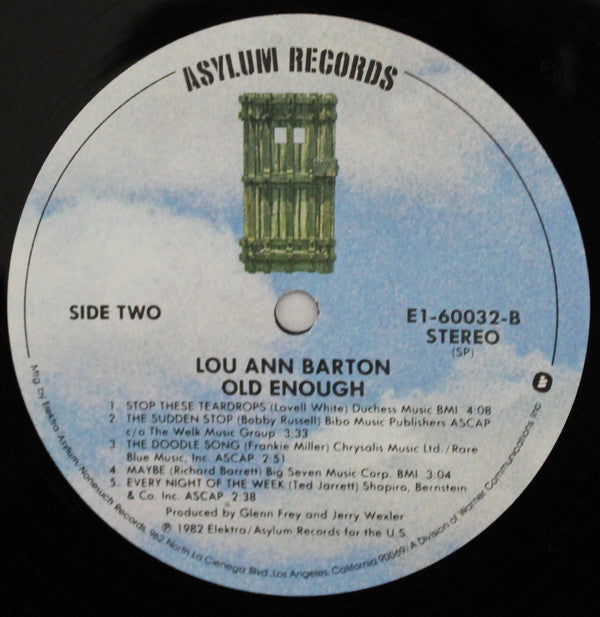 ASYLUM RECORDS
SIDE TWO
E1-60032-B
STEREO
(SP)
LOU ANN BARTON
OLD ENOUGH
1. STOP THESE TEARDROPS (Lavell White) Duchess Music BMI 4:08
2. THE SUDDEN STOP (Bobby Russell) Bibo Music Publishers ASCAP
c/o The Welk Music Group 3:33
3. THE DOODLE SONG (Frankie Miller) Chrysalis Music Ltd./Rare
Blue Music, Inc. ASCAP 2:51
4. MAYBE (Richard Barrett) Big Seven Music Corp. BMI 3:04
5. EVERY NIGHT OF THE WEEK (Ted Jarrett) Shapiro, Bernstein
& Co. Inc. ASCAP 2:38
Produced by Glenn Frey and Jerry Wexler
℗ 1982 Elektra/Asylum Records for the U.S.
Mfg. by Elektra/Asylum/Nonesuch Records, 962 North La Cienega Blvd., Los Angeles, California 90069/A Division of Warner Communications, Inc.